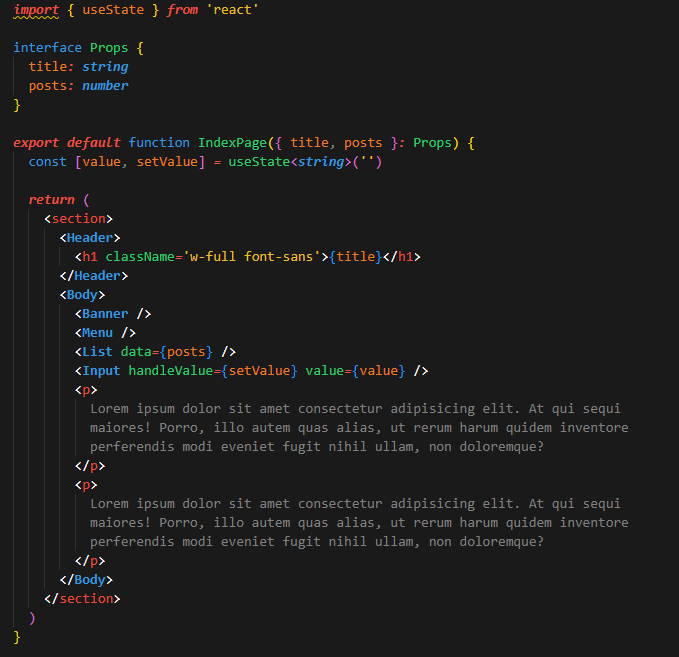 import { useState } from 'react'
interface Props {
title: string
posts: number
}
export default function IndexPage({ title, posts }: Props) {
const [value, setValue] = useState<string>('')
return (
<section>
<Header>
<h1 className='w-full font-sans'>{title}</h1>
</Header>
<Body>
<Banner />
<Menu />
<List data={posts} />
<Input handleValue={setValue} value={value} />
<p>
Lorem ipsum dolor sit amet consectetur adipisicing elit. At qui sequi
maiores! Porro, illo autem quas alias, ut rerum harum quidem inventore
perferendis modi eveniet fugit nihil ullam, non doloremque?
</p>
<p>
Lorem ipsum dolor sit amet consectetur adipisicing elit. At qui sequi
maiores! Porro, illo autem quas alias, ut rerum harum quidem inventore
perferendis modi eveniet fugit nihil ullam, non doloremque?
</p>
</Body>
</section>
)
}